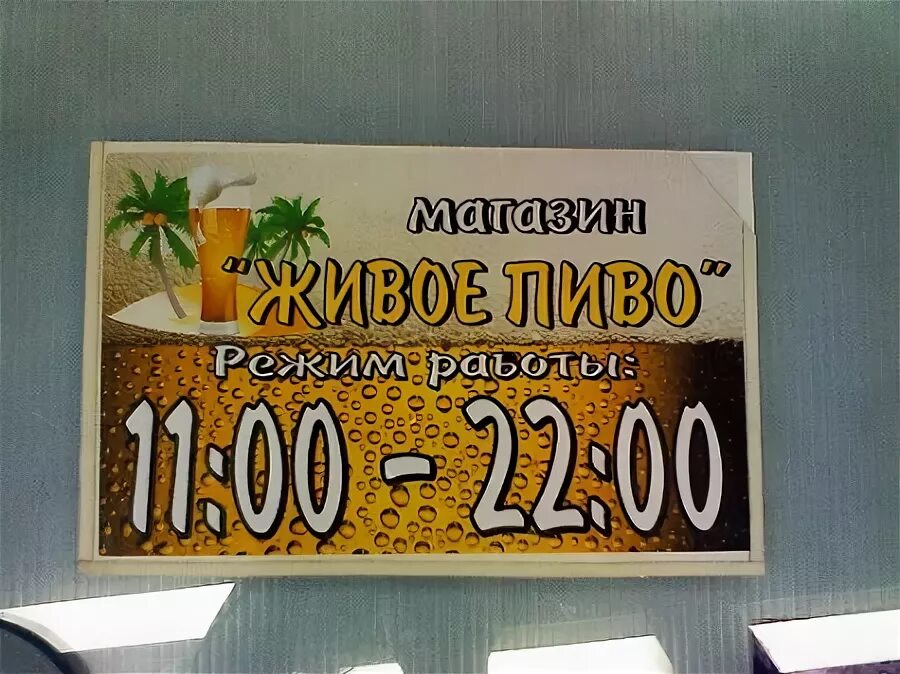 магазин
"ЖИВОЕ ПИВО"
Режим работы:
11:00 - 22:00